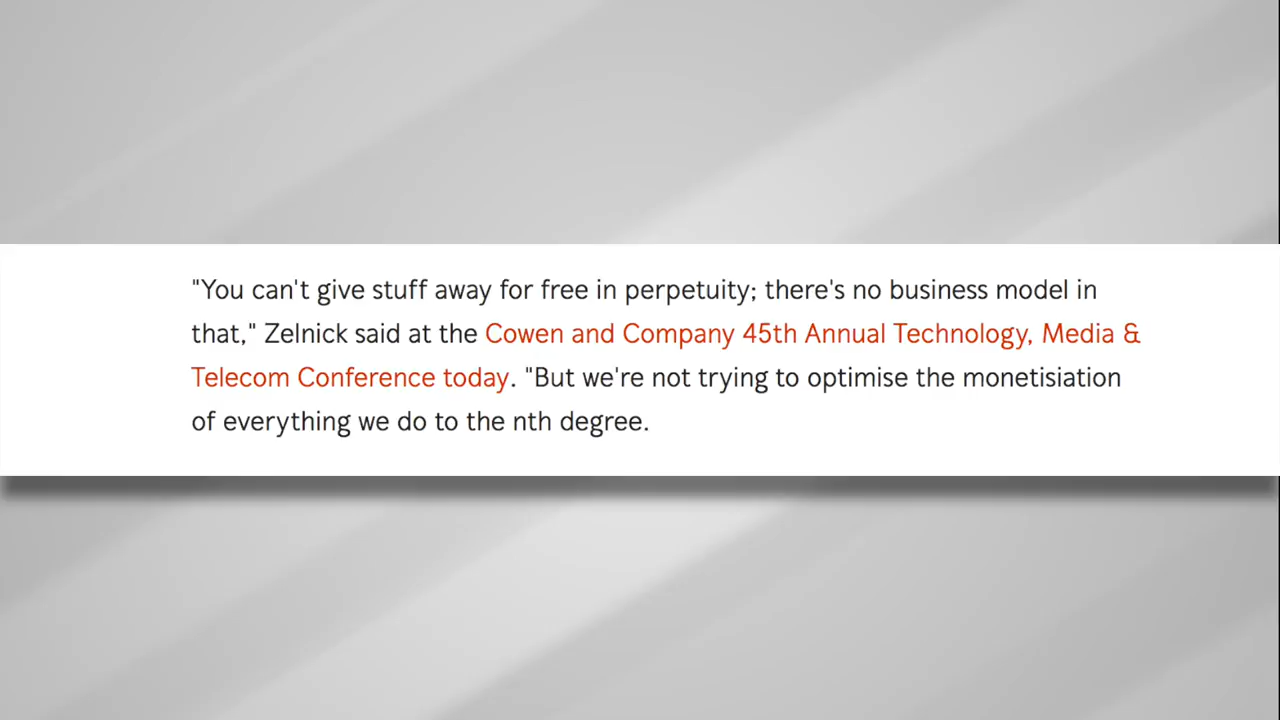 "You can't give stuff away for free in perpetuity; there's no business model in
that," Zelnick said at the Cowen and Company 45th Annual Technology, Media &
Telecom Conference today. "But we're not trying to optimise the monetisiation
of everything we do to the nth degree.